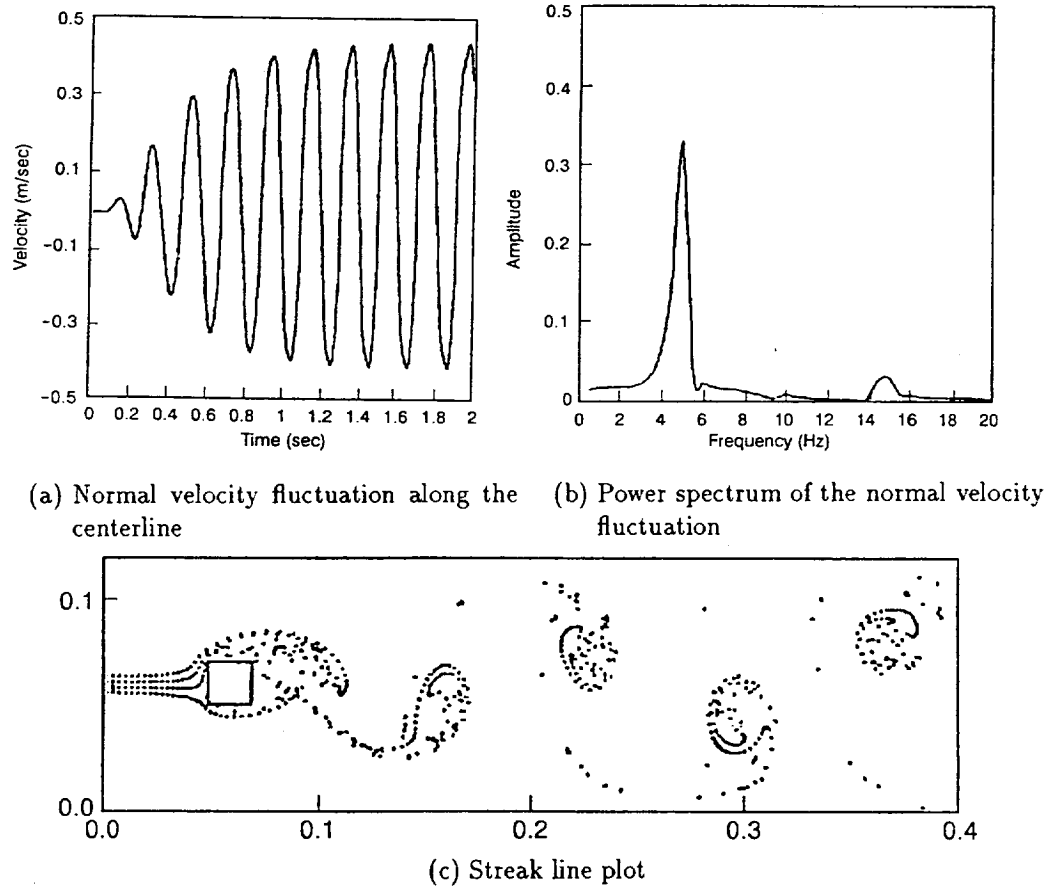 0.5
0.3
0.1
-0.1
-0.3
-0.5
Velocity (m/sec)
0 0.2 0.4 0.6 0.8 1 1.2 1.4 1.6 1.8 2
Time (sec)
0.5
0.4
0.3
0.2
0.1
0
Amplitude
0 2 4 6 8 10 12 14 16 18 20
Frequency (Hz)
(a) Normal velocity fluctuation along the
centerline
(b) Power spectrum of the normal velocity
fluctuation
0.1
0.0
0.0 0.1 0.2 0.3 0.4
(c) Streak line plot